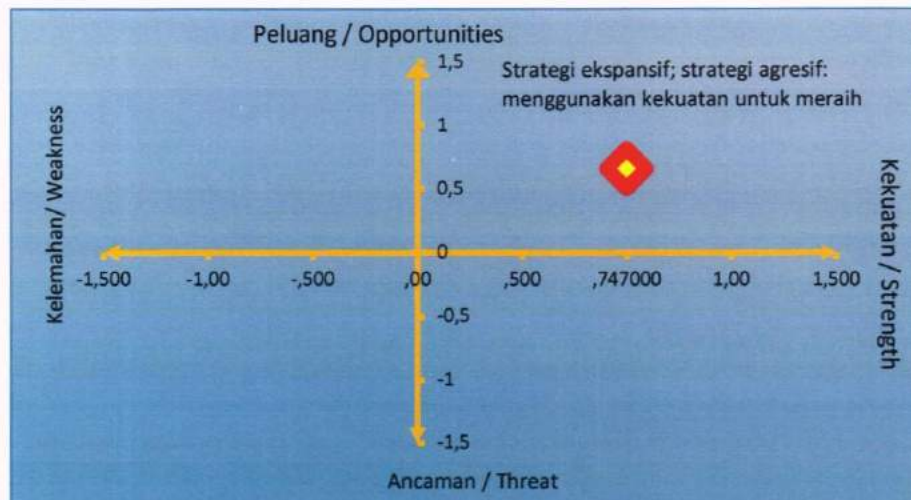 Peluang / Opportunities
1,5
Strategi ekspansif; strategi agresif:
menggunakan kekuatan untuk meraih
1
0,5
0
Kelemahan/ Weakness
Kekuatan / Strength
-1,500 -1,00 -,500 ,00 ,500 ,747000 1,00 1,500
-0,5
-1
-1,5
Ancaman / Threat